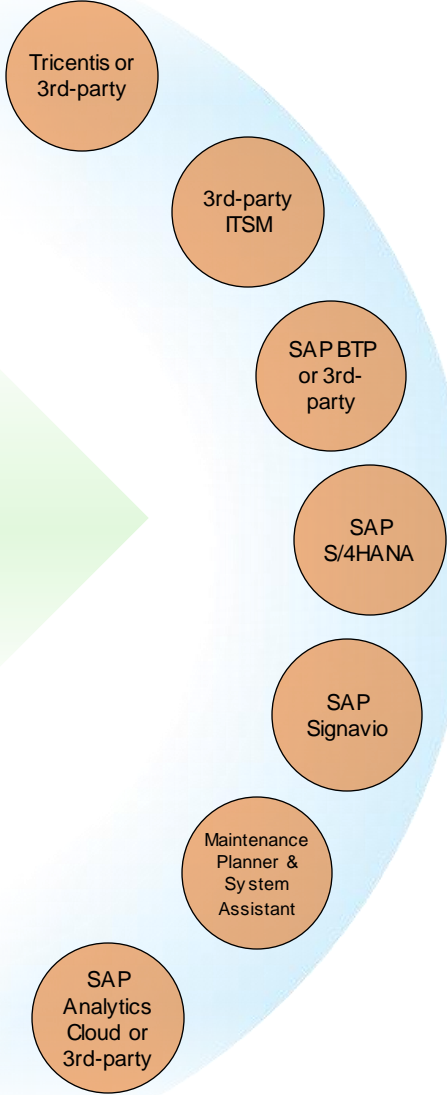 Tricentis or
3rd-party
3rd-party
ITSM
SAP BTP
or 3rd-
party
SAP
S/4HANA
SAP
Signavio
Maintenance
Planner &
System
Assistant
SAP
Analytics
Cloud or
3rd-party